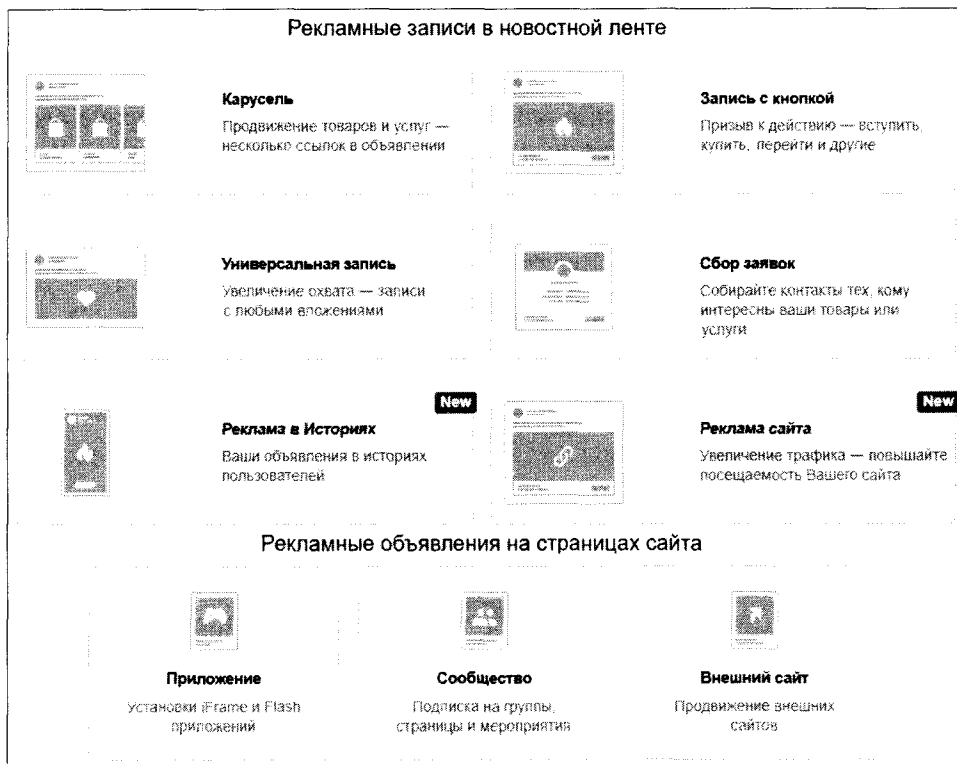 Рекламные записи в новостной ленте
Карусель
Продвижение товаров и услуг —
несколько ссылок в объявлении
Запись с кнопкой
Призыв к действию — вступить,
купить, перейти и другие
Универсальная запись
Увеличение охвата — записи
с любыми вложениями
Сбор заявок
Собирайте контакты тех, кому
интересны ваши товары или
услуги
New
Реклама в Историях
Ваши объявления в историях
пользователей
New
Реклама сайта
Увеличение трафика — повышайте
посещаемость Вашего сайта
Рекламные объявления на страницах сайта
Приложение
Установки iFrame и Flash
приложений
Сообщество
Подписка на группы,
страницы и мероприятия
Внешний сайт
Продвижение внешних
сайтов